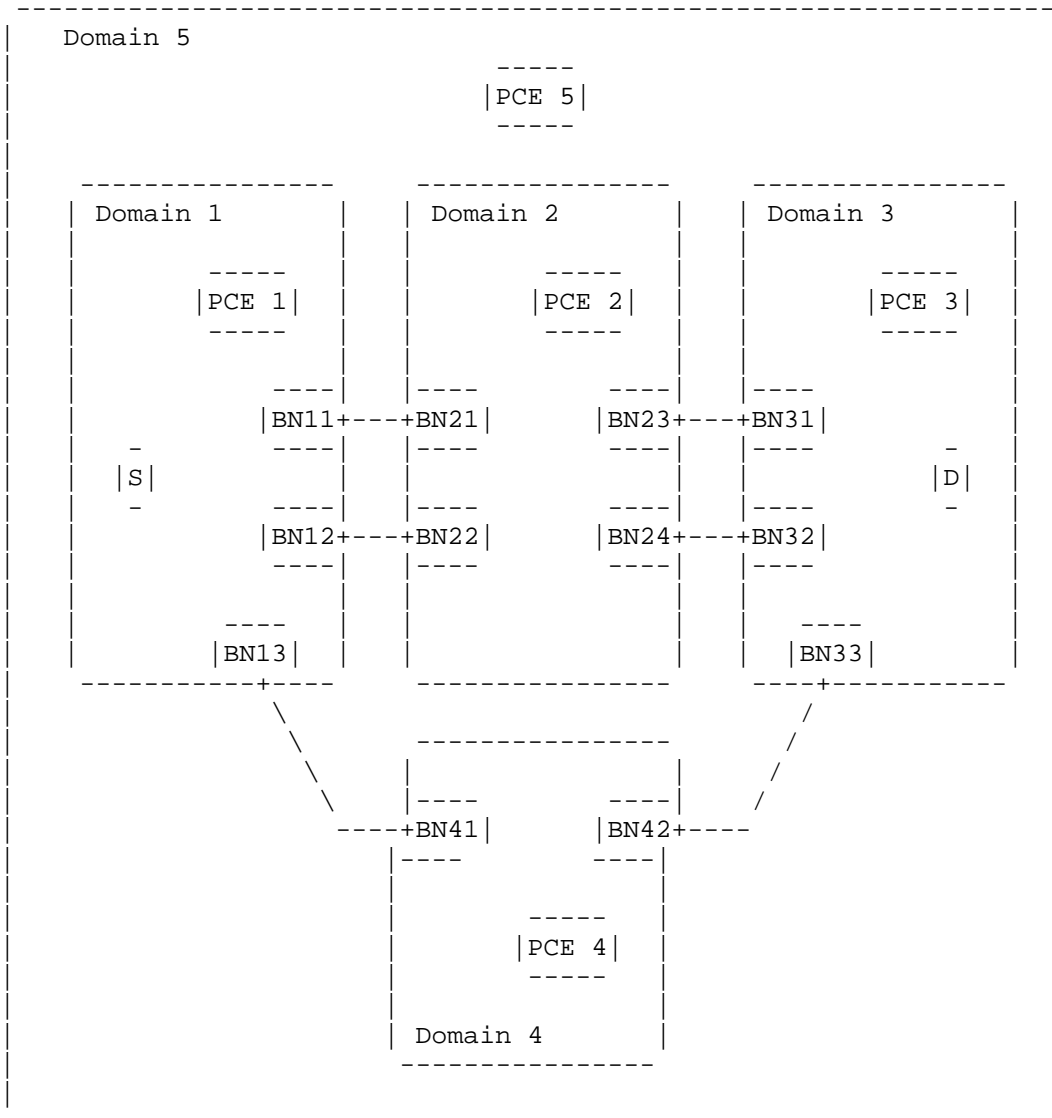 Domain 5
PCE 5
Domain 1 Domain 2 Domain 3
PCE 1 PCE 2 PCE 3
BN11 BN21 BN23 BN31
S D
BN12 BN22 BN24 BN32
BN13 BN33
BN41 BN42
PCE 4
Domain 4